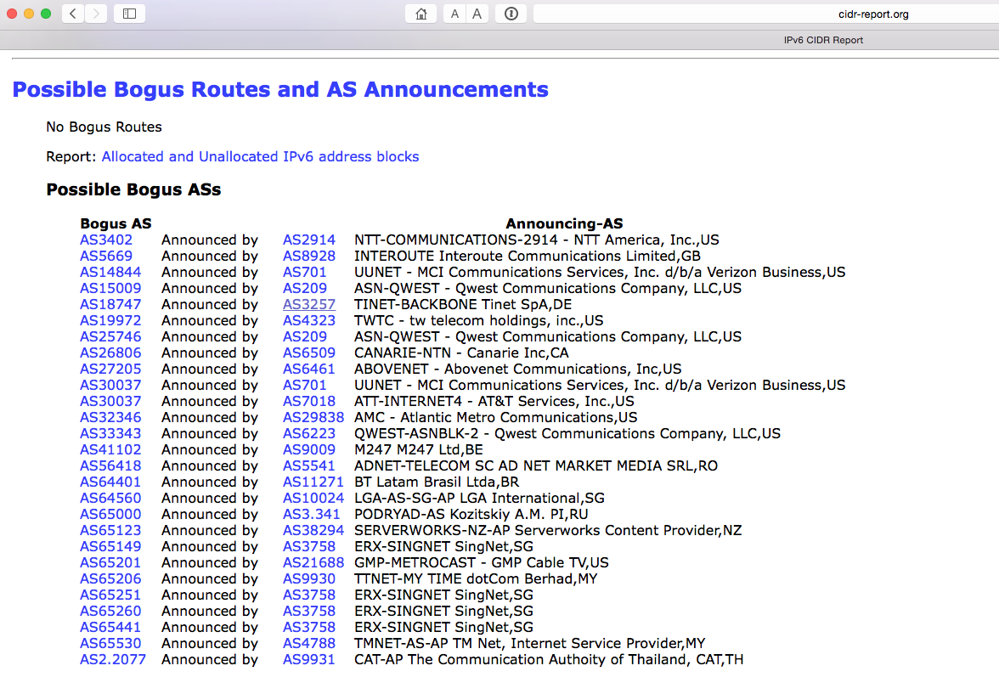 A A
cidr-report.org
IPv6 CIDR Report
Possible Bogus Routes and AS Announcements
No Bogus Routes
Report: Allocated and Unallocated IPv6 address blocks
Possible Bogus ASs
Bogus AS Announcing-AS
AS3402 Announced by AS2914 NTT-COMMUNICATIONS-2914 - NTT America, Inc.,US
AS5669 Announced by AS8928 INTEROUTE Interoute Communications Limited,GB
AS14844 Announced by AS701 UUNET - MCI Communications Services, Inc. d/b/a Verizon Business,US
AS15009 Announced by AS209 ASN-QWEST - Qwest Communications Company, LLC,US
AS18747 Announced by AS3257 TINET-BACKBONE Tinet SpA,DE
AS19972 Announced by AS4323 TWTC - tw telecom holdings, inc.,US
AS25746 Announced by AS209 ASN-QWEST - Qwest Communications Company, LLC,US
AS26806 Announced by AS6509 CANARIE-NTN - Canarie Inc,CA
AS27205 Announced by AS6461 ABOVENET - Abovenet Communications, Inc,US
AS30037 Announced by AS701 UUNET - MCI Communications Services, Inc. d/b/a Verizon Business,US
AS30037 Announced by AS7018 ATT-INTERNET4 - AT&T Services, Inc.,US
AS32346 Announced by AS29838 AMC - Atlantic Metro Communications,US
AS33343 Announced by AS6223 QWEST-ASNBLK-2 - Qwest Communications Company, LLC,US
AS41102 Announced by AS9009 M247 M247 Ltd,BE
AS56418 Announced by AS5541 ADNET-TELECOM SC AD NET MARKET MEDIA SRL,RO
AS64401 Announced by AS11271 BT Latam Brasil Ltda,BR
AS64560 Announced by AS10024 LGA-AS-SG-AP LGA International,SG
AS65000 Announced by AS3.341 PODRYAD-AS Kozitskiy A.M. PI,RU
AS65123 Announced by AS38294 SERVERWORKS-NZ-AP Serverworks Content Provider,NZ
AS65149 Announced by AS3758 ERX-SINGNET SingNet,SG
AS65201 Announced by AS21688 GMP-METROCAST - GMP Cable TV,US
AS65206 Announced by AS9930 TTNET-MY TIME dotCom Berhad,MY
AS65251 Announced by AS3758 ERX-SINGNET SingNet,SG
AS65260 Announced by AS3758 ERX-SINGNET SingNet,SG
AS65441 Announced by AS3758 ERX-SINGNET SingNet,SG
AS65530 Announced by AS4788 TMNET-AS-AP TM Net, Internet Service Provider,MY
AS2.2077 Announced by AS9931 CAT-AP The Communication Authoity of Thailand, CAT,TH